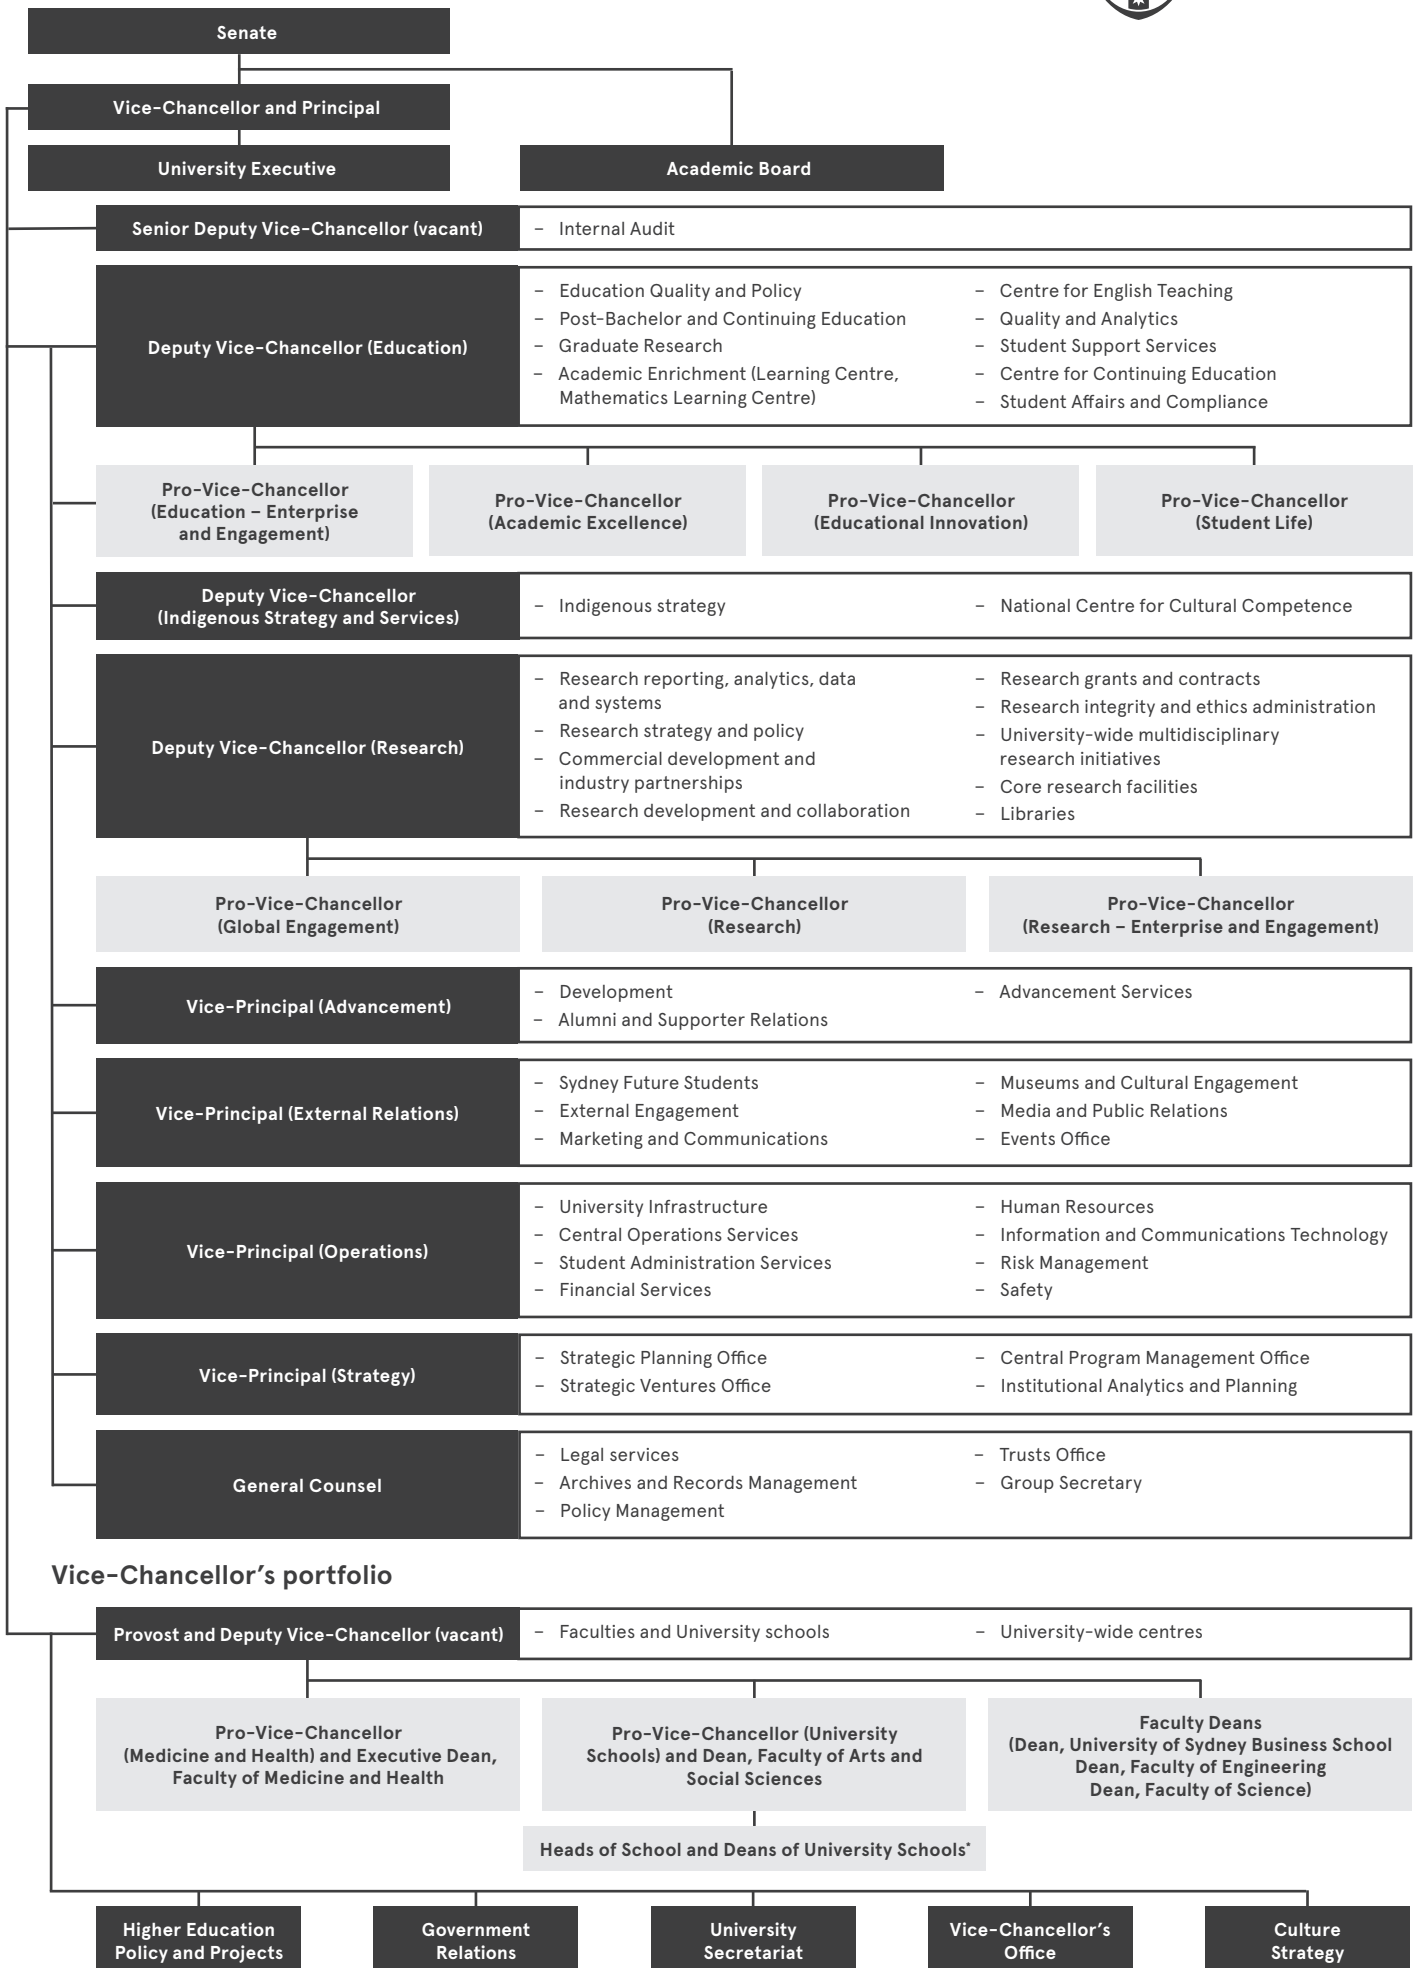 Senate
Vice-Chancellor and Principal
University Executive
Academic Board
Senior Deputy Vice-Chancellor (vacant)
– Internal Audit
Deputy Vice-Chancellor (Education)
– Education Quality and Policy
– Post-Bachelor and Continuing Education
– Graduate Research
– Academic Enrichment (Learning Centre,
Mathematics Learning Centre)
– Centre for English Teaching
– Quality and Analytics
– Student Support Services
– Centre for Continuing Education
– Student Affairs and Compliance
Pro-Vice-Chancellor
(Education – Enterprise
and Engagement)
Pro-Vice-Chancellor
(Academic Excellence)
Pro-Vice-Chancellor
(Educational Innovation)
Pro-Vice-Chancellor
(Student Life)
Deputy Vice-Chancellor
(Indigenous Strategy and Services)
– Indigenous strategy
– National Centre for Cultural Competence
Deputy Vice-Chancellor (Research)
– Research reporting, analytics, data
and systems
– Research strategy and policy
– Commercial development and
industry partnerships
– Research development and collaboration
– Research grants and contracts
– Research integrity and ethics administration
– University-wide multidisciplinary
research initiatives
– Core research facilities
– Libraries
Pro-Vice-Chancellor
(Global Engagement)
Pro-Vice-Chancellor
(Research)
Pro-Vice-Chancellor
(Research – Enterprise and Engagement)
Vice-Principal (Advancement)
– Development
– Alumni and Supporter Relations
– Advancement Services
Vice-Principal (External Relations)
– Sydney Future Students
– External Engagement
– Marketing and Communications
– Museums and Cultural Engagement
– Media and Public Relations
– Events Office
Vice-Principal (Operations)
– University Infrastructure
– Central Operations Services
– Student Administration Services
– Financial Services
– Human Resources
– Information and Communications Technology
– Risk Management
– Safety
Vice-Principal (Strategy)
– Strategic Planning Office
– Strategic Ventures Office
– Central Program Management Office
– Institutional Analytics and Planning
General Counsel
– Legal services
– Archives and Records Management
– Policy Management
– Trusts Office
– Group Secretary
Vice-Chancellor’s portfolio
Provost and Deputy Vice-Chancellor (vacant)
– Faculties and University schools
– University-wide centres
Pro-Vice-Chancellor
(Medicine and Health) and Executive Dean,
Faculty of Medicine and Health
Pro-Vice-Chancellor (University
Schools) and Dean, Faculty of Arts and
Social Sciences
Faculty Deans
(Dean, University of Sydney Business School
Dean, Faculty of Engineering
Dean, Faculty of Science)
Heads of School and Deans of University Schools*
Higher Education
Policy and Projects
Government
Relations
University
Secretariat
Vice-Chancellor’s
Office
Culture
Strategy